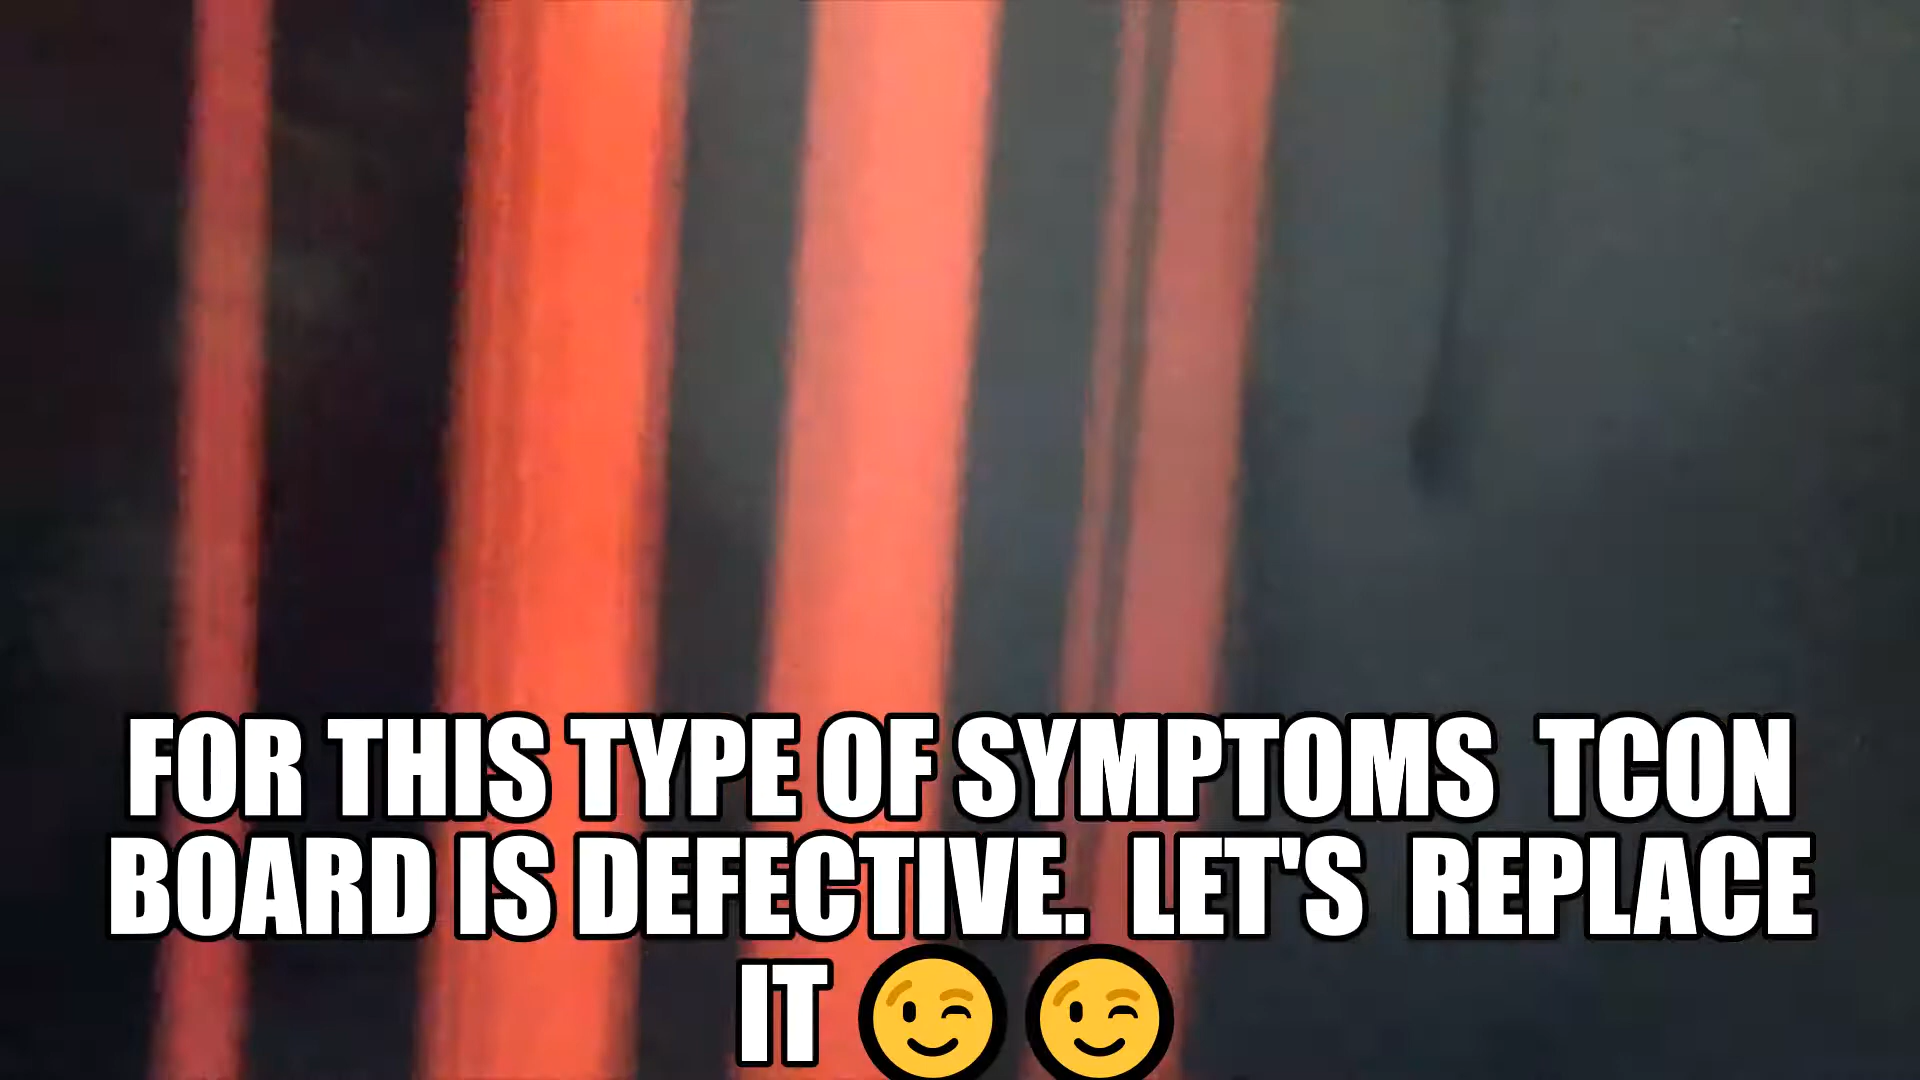 FOR THIS TYPE OF SYMPTOMS TCON
BOARD IS DEFECTIVE. LET'S REPLACE
IT 😉😉